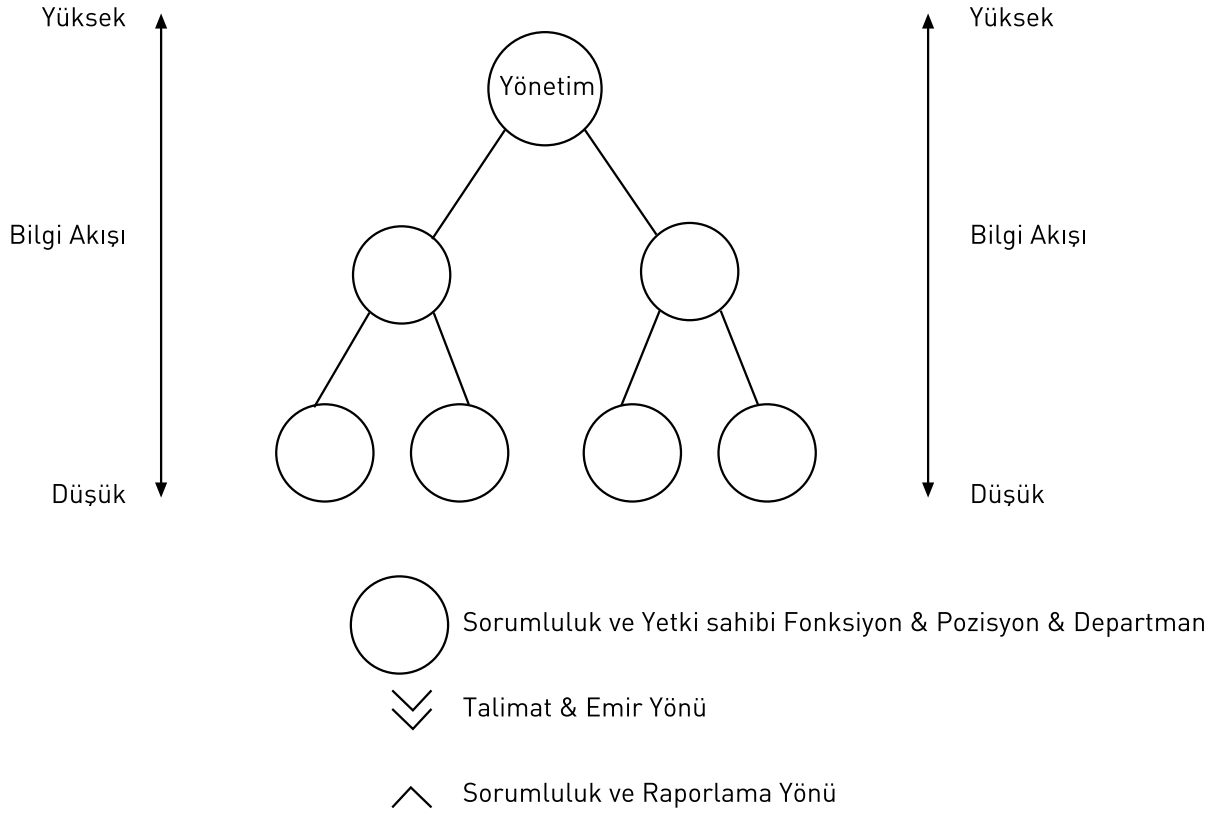 Yüksek
Yüksek
Yönetim
Bilgi Akışı
Bilgi Akışı
Düşük
Düşük
Sorumluluk ve Yetki sahibi Fonksiyon & Pozisyon & Departman
Talimat & Emir Yönü
Sorumluluk ve Raporlama Yönü